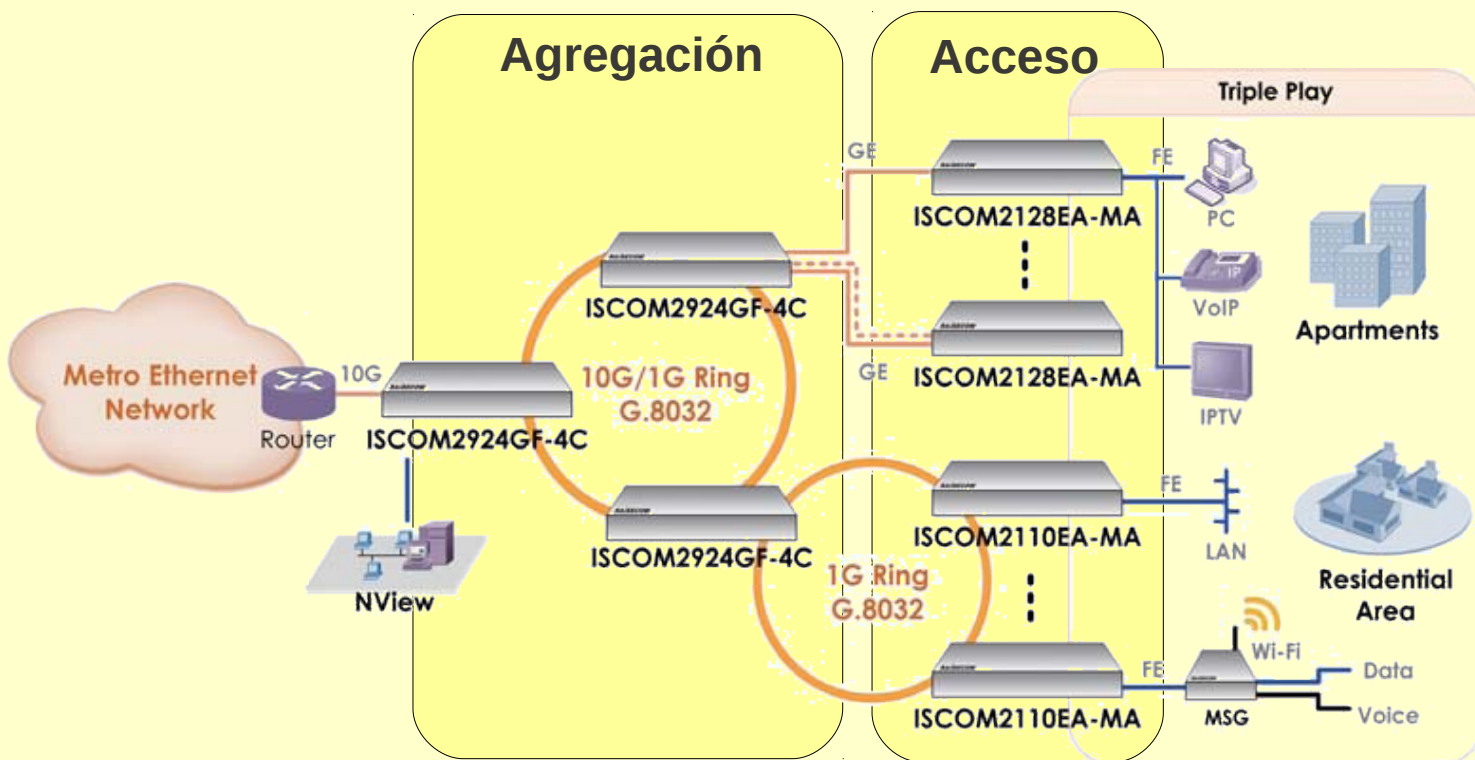 Agregación
Acceso
Triple Play
GE
FE
ISCOM2128EA-MA
PC
ISCOM2924GF-4C
IP
VoIP
Apartments
Metro Ethernet
Network
10G
10G/1G Ring
G.8032
GE
ISCOM2128EA-MA
IPTV
Router
ISCOM2924GF-4C
FE
ISCOM2924GF-4C
ISCOM2110EA-MA
LAN
NView
1G Ring
G.8032
Residential
Area
Wi-Fi
FE
Data
ISCOM2110EA-MA
MSG
Voice